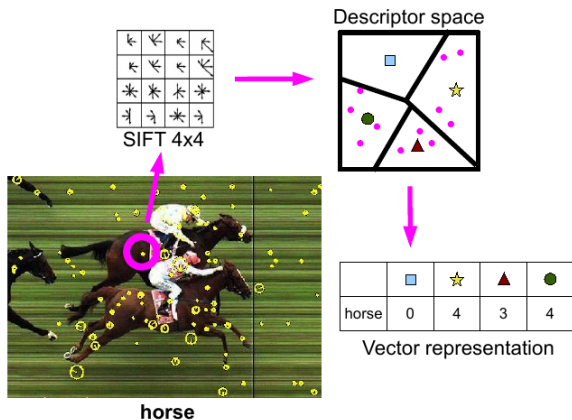 Descriptor space
SIFT 4x4
horse 0 4 3 4
Vector representation
horse